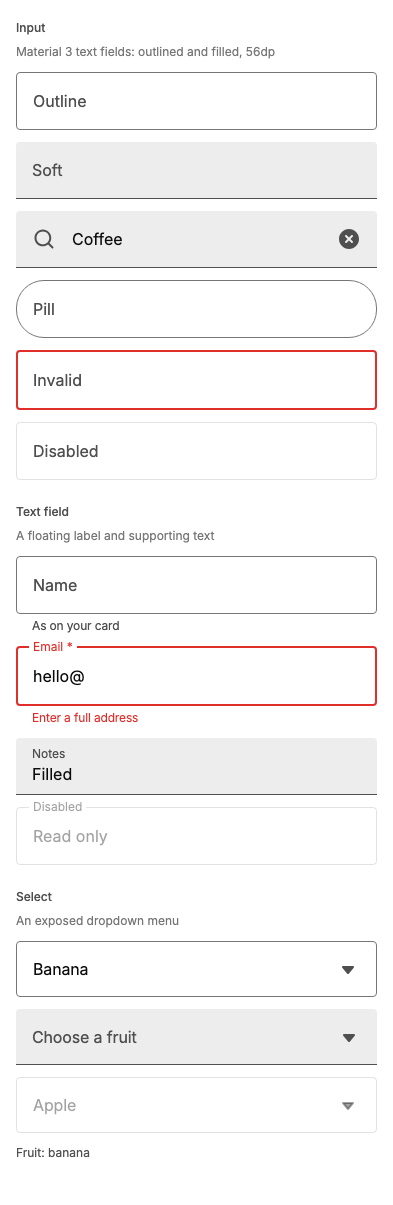 Input
Material 3 text fields: outlined and filled, 56dp
Outline
Soft
Coffee
Pill
Invalid
Disabled
Text field
A floating label and supporting text
Name
As on your card
Email *
hello@
Enter a full address
Notes
Filled
Disabled
Read only
Select
An exposed dropdown menu
Banana
Choose a fruit
Apple
Fruit: banana